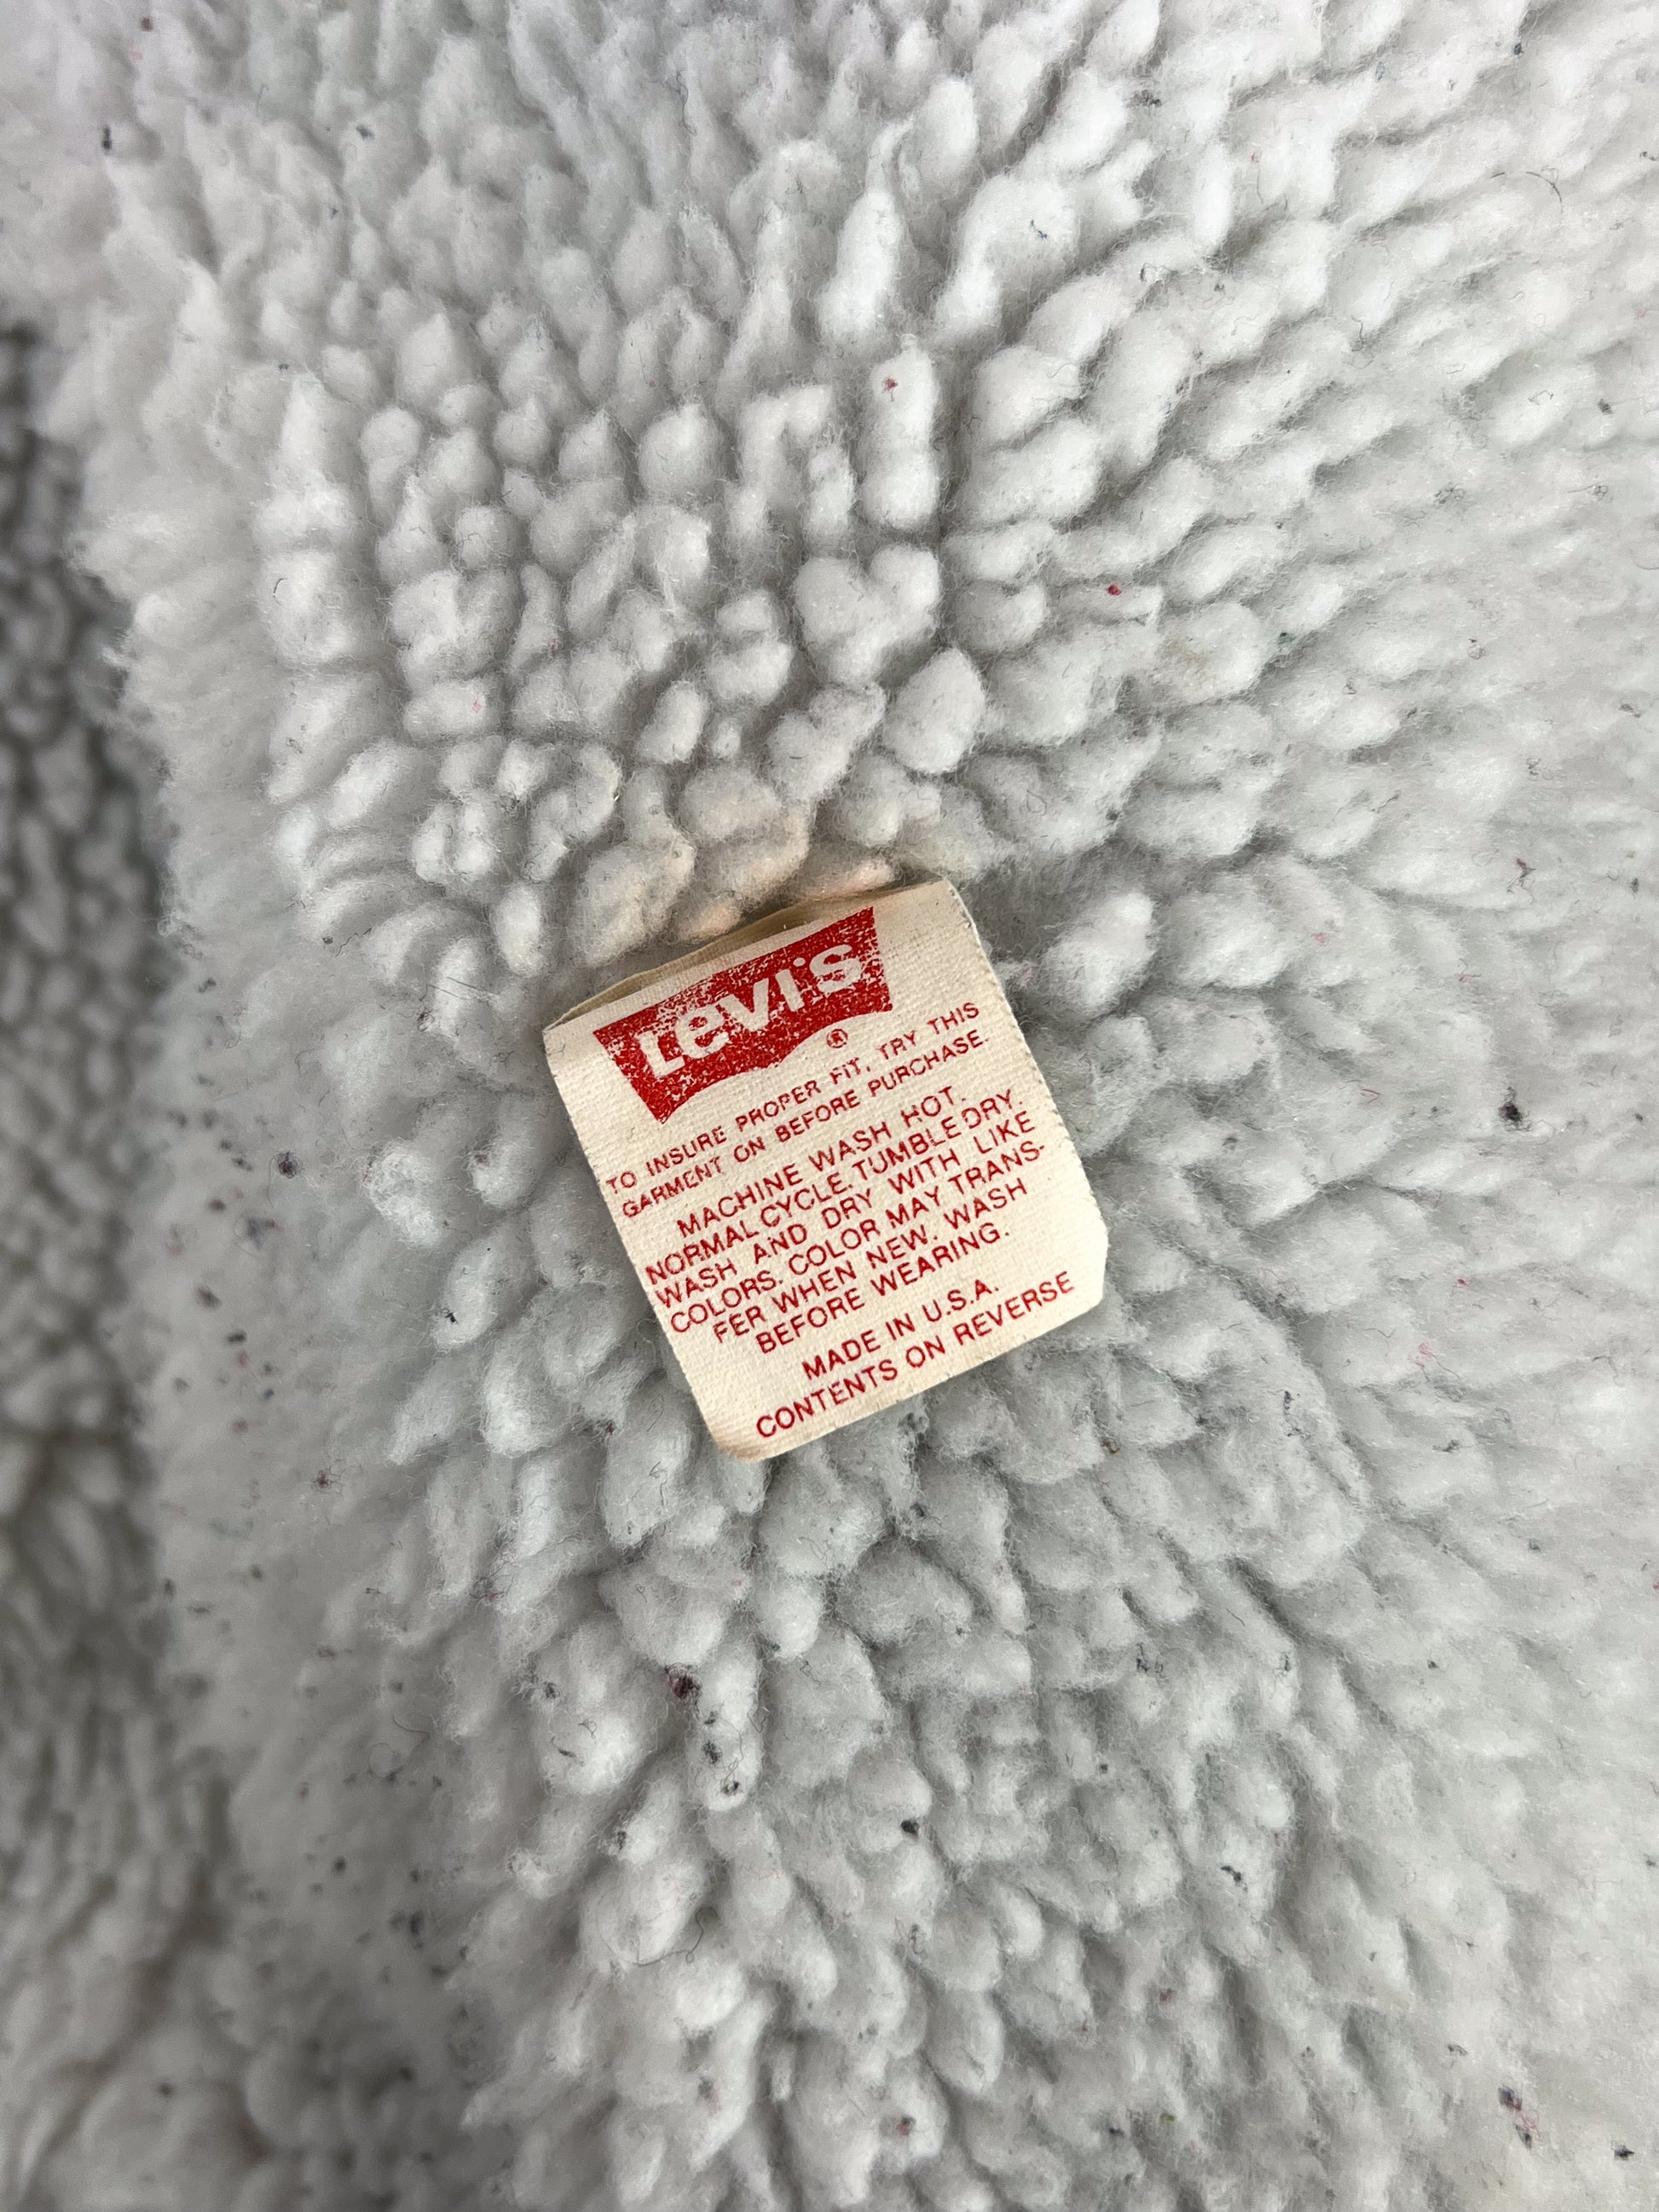 Levi's ®
TO INSURE PROPER FIT, TRY THIS
GARMENT ON BEFORE PURCHASE.
MACHINE WASH HOT.
NORMAL CYCLE. TUMBLE DRY.
WASH AND DRY WITH LIKE
COLORS. COLOR MAY TRANS-
FER WHEN NEW. WASH
BEFORE WEARING.
MADE IN U.S.A.
CONTENTS ON REVERSE